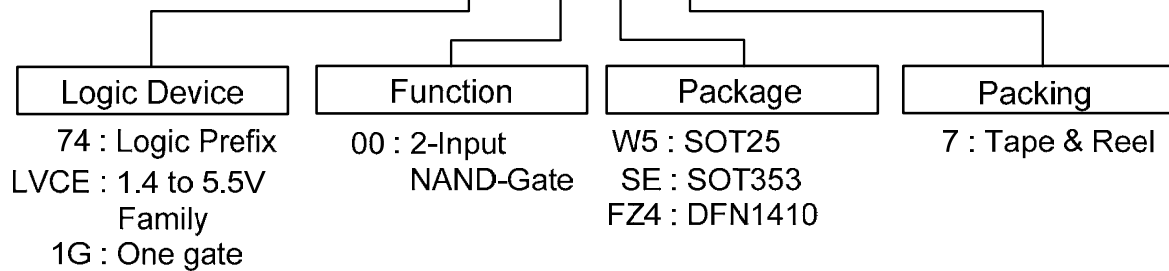 Logic Device
74 : Logic Prefix
LVCE : 1.4 to 5.5V
Family
1G : One gate
Function
00 : 2-Input
NAND-Gate
Package
W5 : SOT25
SE : SOT353
FZ4 : DFN1410
Packing
7 : Tape & Reel